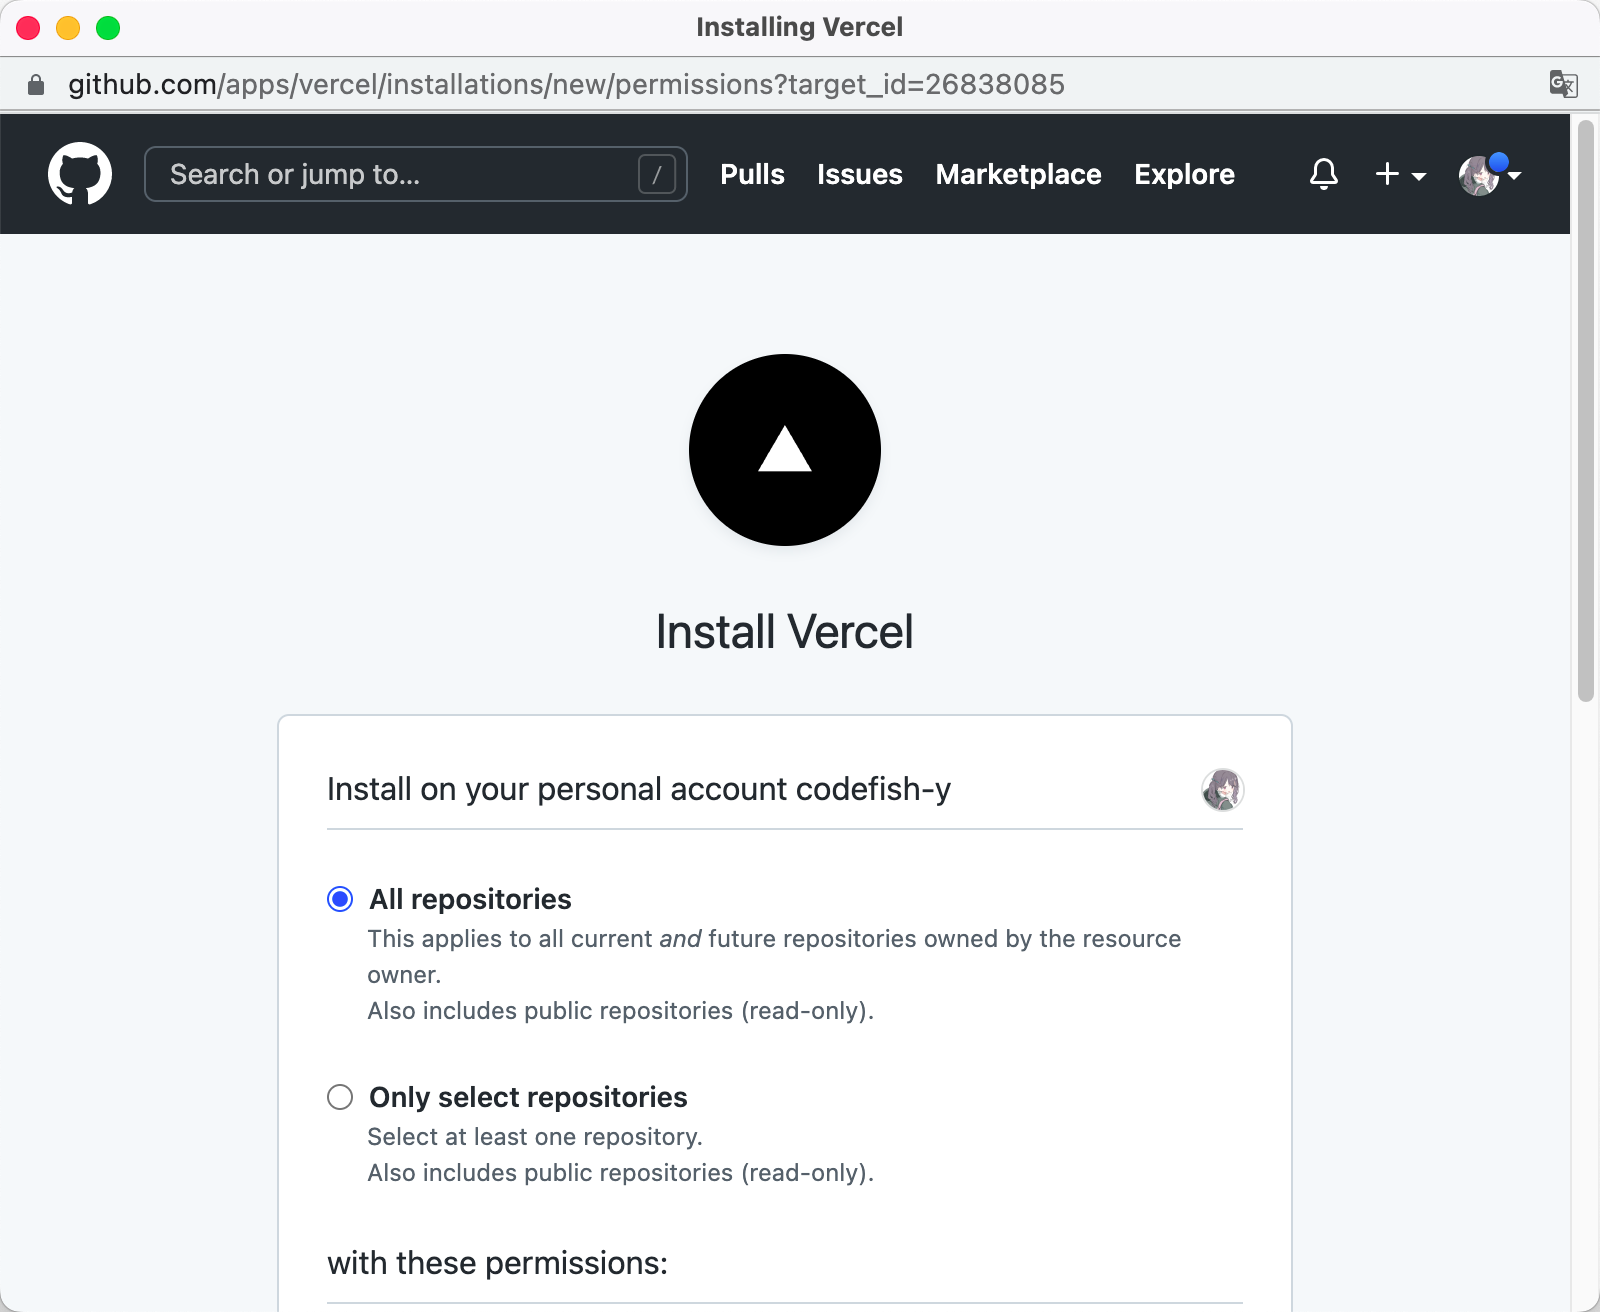 Installing Vercel
github.com/apps/vercel/installations/new/permissions?target_id=26838085
Search or jump to... / Pulls Issues Marketplace Explore
Install Vercel
Install on your personal account codefish-y
All repositories
This applies to all current and future repositories owned by the resource
owner.
Also includes public repositories (read-only).
Only select repositories
Select at least one repository.
Also includes public repositories (read-only).
with these permissions: